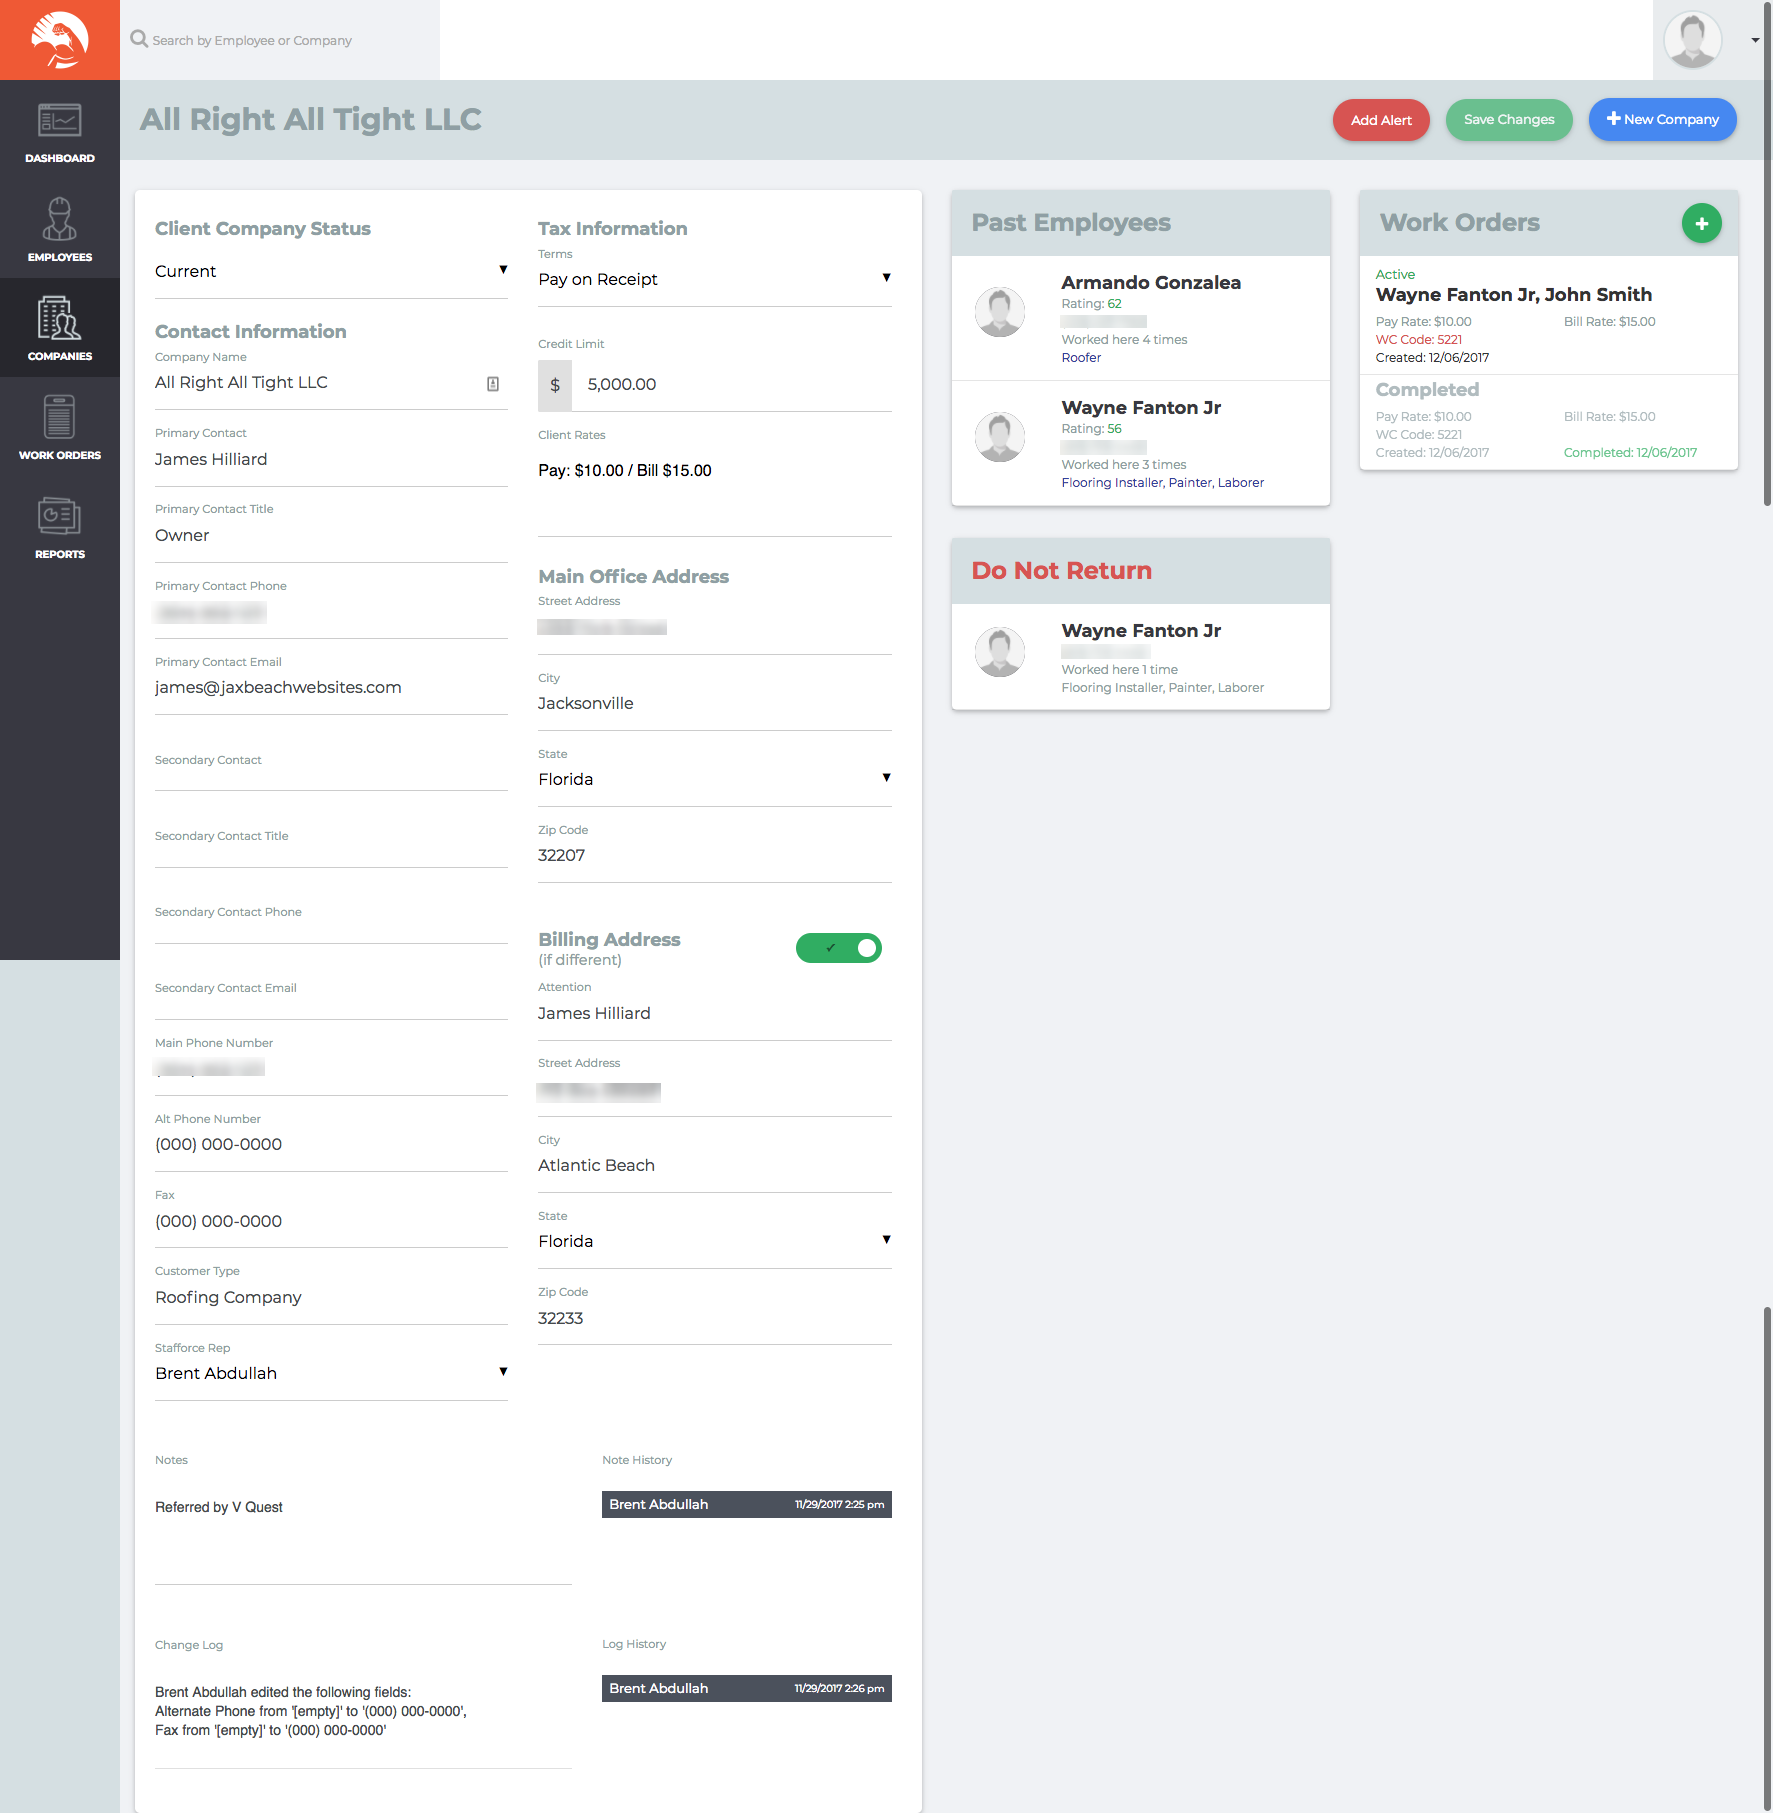 Search by Employee or Company
DASHBOARD
EMPLOYEES
COMPANIES
WORK ORDERS
REPORTS
All Right All Tight LLC
Add Alert
Save Changes
New Company
Client Company Status
Current
Contact Information
Company Name
All Right All Tight LLC
Primary Contact
James Hilliard
Primary Contact Title
Owner
Primary Contact Phone
Primary Contact Email
james@jaxbeachwebsites.com
Secondary Contact
Secondary Contact Title
Secondary Contact Phone
Secondary Contact Email
Main Phone Number
Alt Phone Number
(000) 000-0000
Fax
(000) 000-0000
Customer Type
Roofing Company
Stafforce Rep
Brent Abdullah
Tax Information
Terms
Pay on Receipt
Credit Limit
$ 5,000.00
Client Rates
Pay: $10.00 / Bill $15.00
Main Office Address
Street Address
City
Jacksonville
State
Florida
Zip Code
32207
Billing Address
(if different)
Attention
James Hilliard
Street Address
City
Atlantic Beach
State
Florida
Zip Code
32233
Notes
Referred by V Quest
Note History
Brent Abdullah 11/29/2017 2:25 pm
Change Log
Brent Abdullah edited the following fields:
Alternate Phone from '[empty]' to '(000) 000-0000',
Fax from '[empty]' to '(000) 000-0000'
Log History
Brent Abdullah 11/29/2017 2:26 pm
Past Employees
Armando Gonzalea
Rating: 62
Worked here 4 times
Roofer
Wayne Fanton Jr
Rating: 56
Worked here 3 times
Flooring Installer, Painter, Laborer
Do Not Return
Wayne Fanton Jr
Worked here 1 time
Flooring Installer, Painter, Laborer
Work Orders
Active
Wayne Fanton Jr, John Smith
Pay Rate: $10.00 Bill Rate: $15.00
WC Code: 5221
Created: 12/06/2017
Completed
Pay Rate: $10.00 Bill Rate: $15.00
WC Code: 5221
Created: 12/06/2017 Completed: 12/06/2017